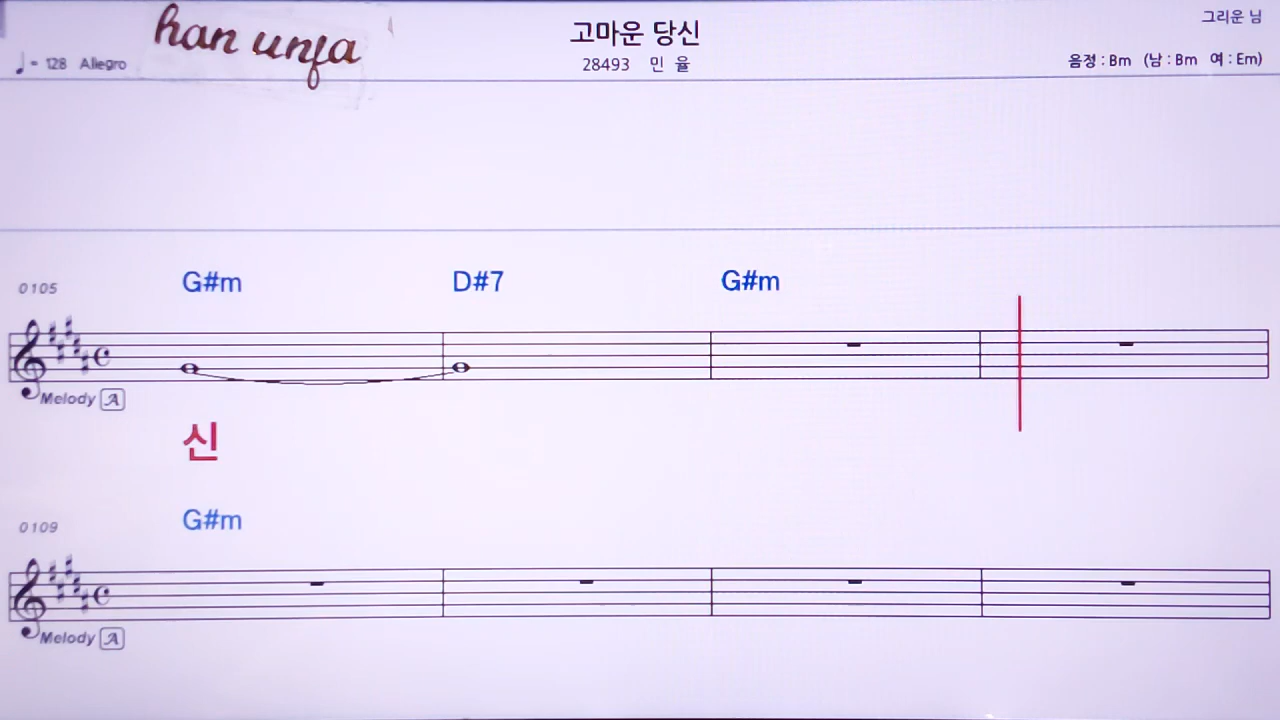 han unfa
고마운 당신
그리운 님
♩= 128 Allegro
28493 민 율
음정 : Bm (남 : Bm 여 : Em)
G#m D#7 G#m
0105
Melody A
신
G#m
0109
Melody A